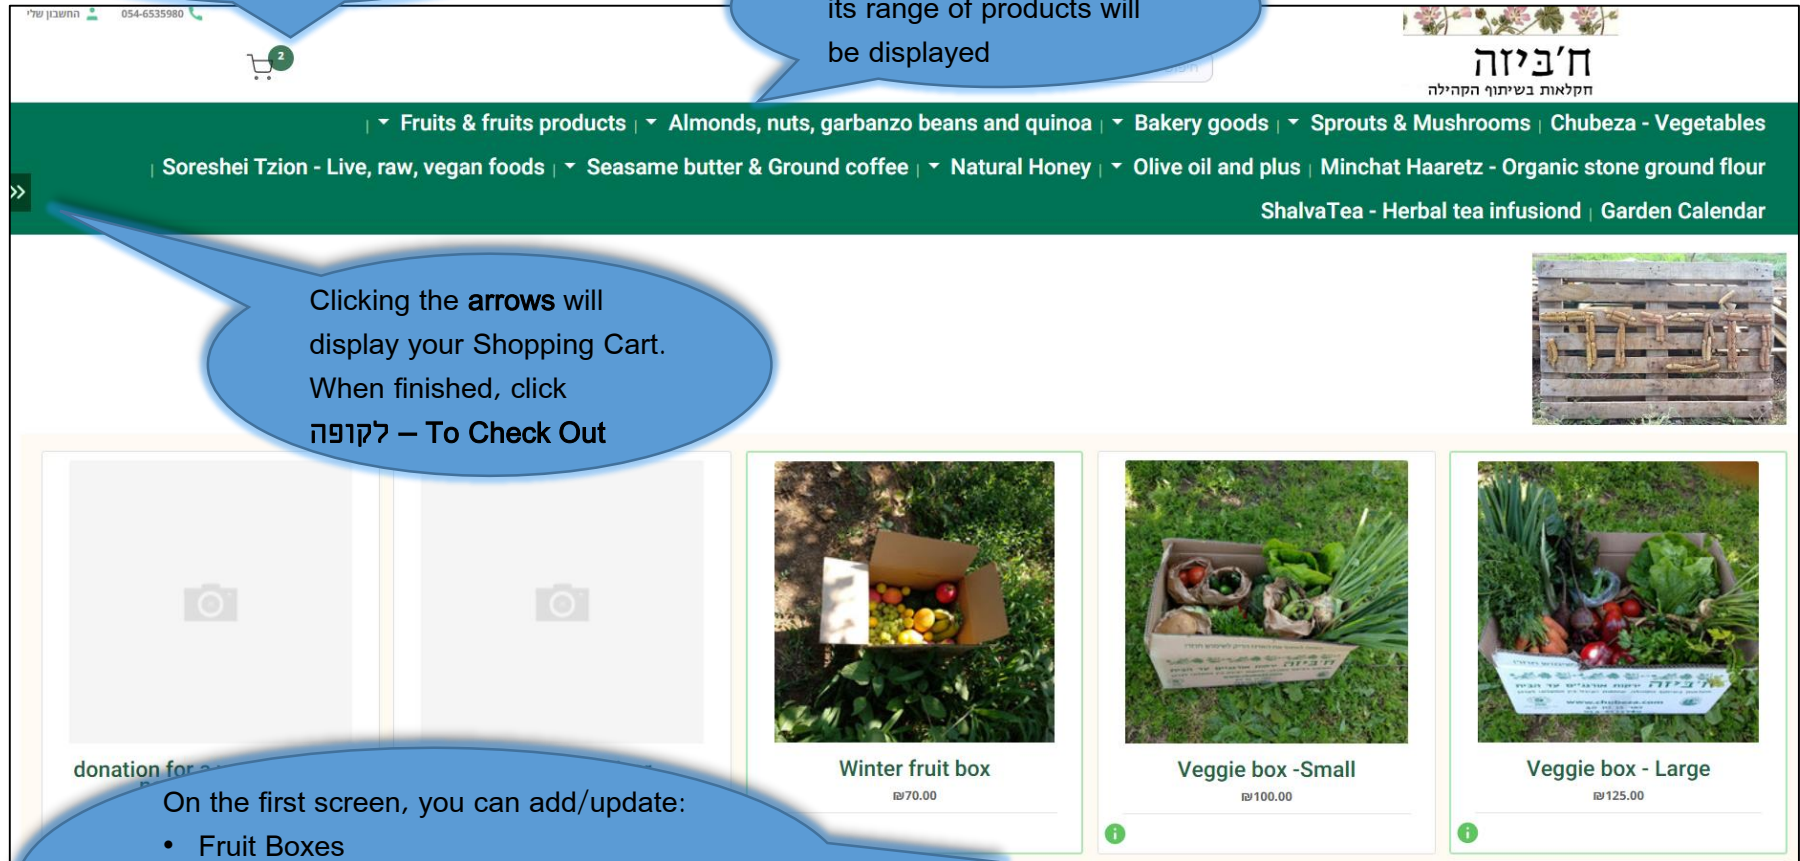 החשבון שלי
054-6535980
2
its range of products will
be displayed
ח'ביזה
חקלאות בשיתוף הקהילה
Fruits & fruits products | Almonds, nuts, garbanzo beans and quinoa | Bakery goods | Sprouts & Mushrooms | Chubeza - Vegetables
| Soreshei Tzion - Live, raw, vegan foods | Seasame butter & Ground coffee | Natural Honey | Olive oil and plus | Minchat Haaretz - Organic stone ground flour
ShalvaTea - Herbal tea infusiond | Garden Calendar
Clicking the arrows will
display your Shopping Cart.
When finished, click
לקופה – To Check Out
donation for
Winter fruit box
₪70.00
Veggie box -Small
₪100.00
Veggie box - Large
₪125.00
ח'ביזה
www.chubeza.com
On the first screen, you can add/update:
• Fruit Boxes